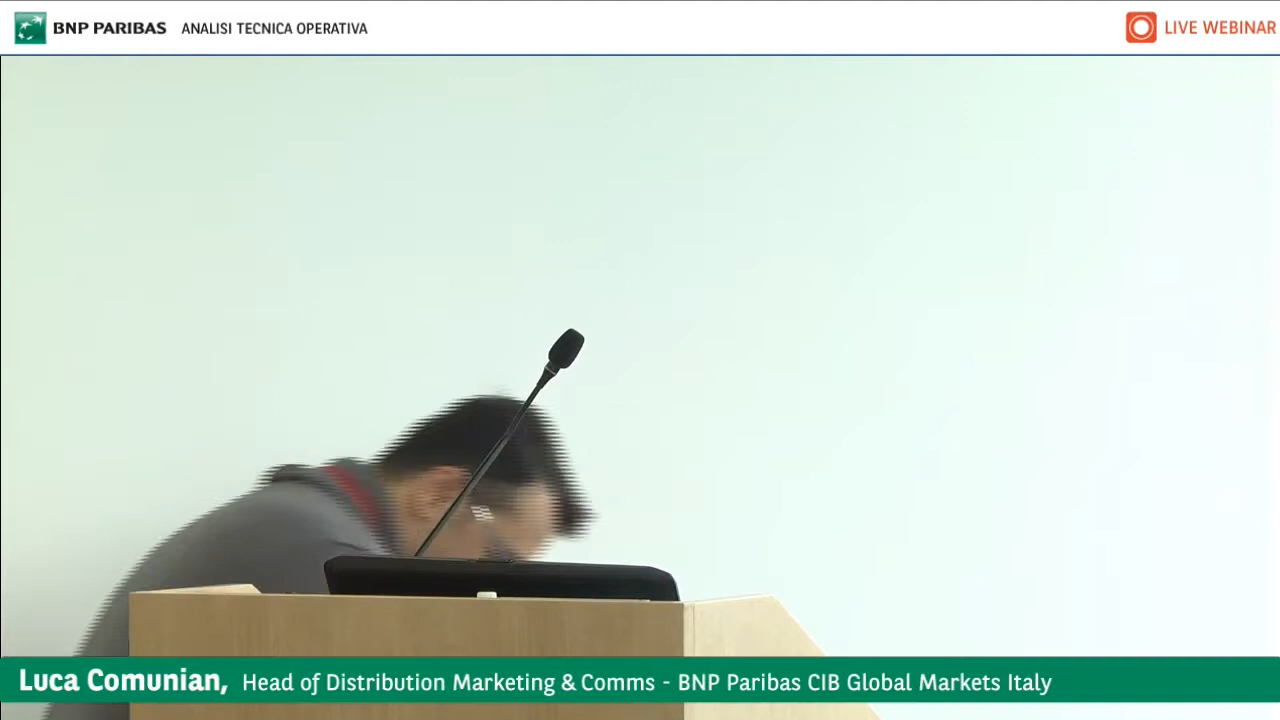 BNP PARIBAS ANALISI TECNICA OPERATIVA
LIVE WEBINAR
Luca Comunian, Head of Distribution Marketing & Comms - BNP Paribas CIB Global Markets Italy